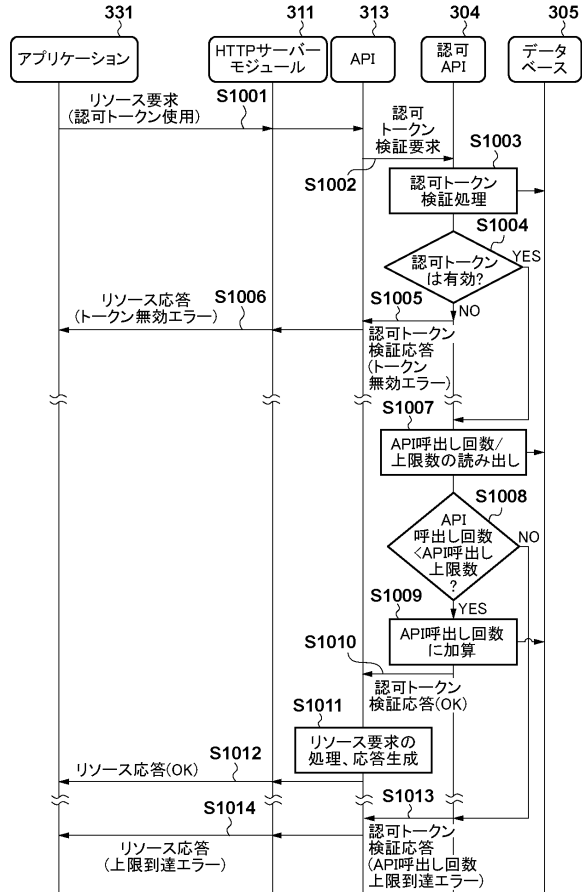 331
311
313
304
305
アプリケーション
HTTPサーバー
モジュール
API
認可
API
データ
ベース
リソース要求
(認可トークン使用)
S1001
認可
トークン
検証要求
S1002
S1003
認可トークン
検証処理
S1004
認可トークン
は有効?
YES
NO
S1005
認可トークン
検証応答
(トークン
無効エラー)
リソース応答
(トークン無効エラー)
S1006
S1007
API呼出し回数/
上限数の読み出し
S1008
API
呼出し回数
<API呼出し
上限数
?
NO
YES
S1009
API呼出し回数
に加算
S1010
認可トークン
検証応答(OK)
S1011
リソース要求の
処理、応答生成
リソース応答(OK)
S1012
S1013
認可トークン
検証応答
(API呼出し回数
上限到達エラー)
S1014
リソース応答
(上限到達エラー)